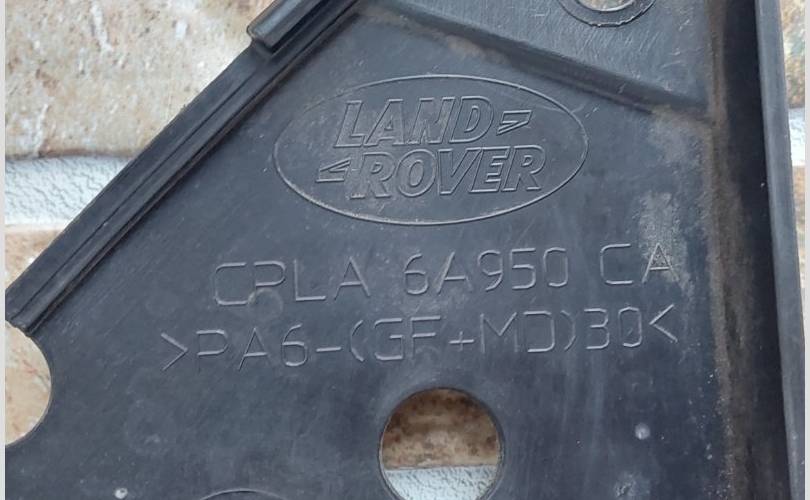 LAND
ROVER
CPLA 6A950 CA
>PA6-(GF+MD)30<